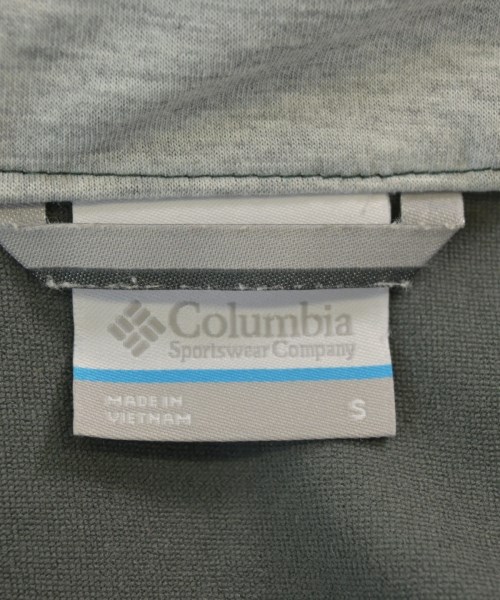 Columbia
Sportswear Company
MADE IN
VIETNAM
S